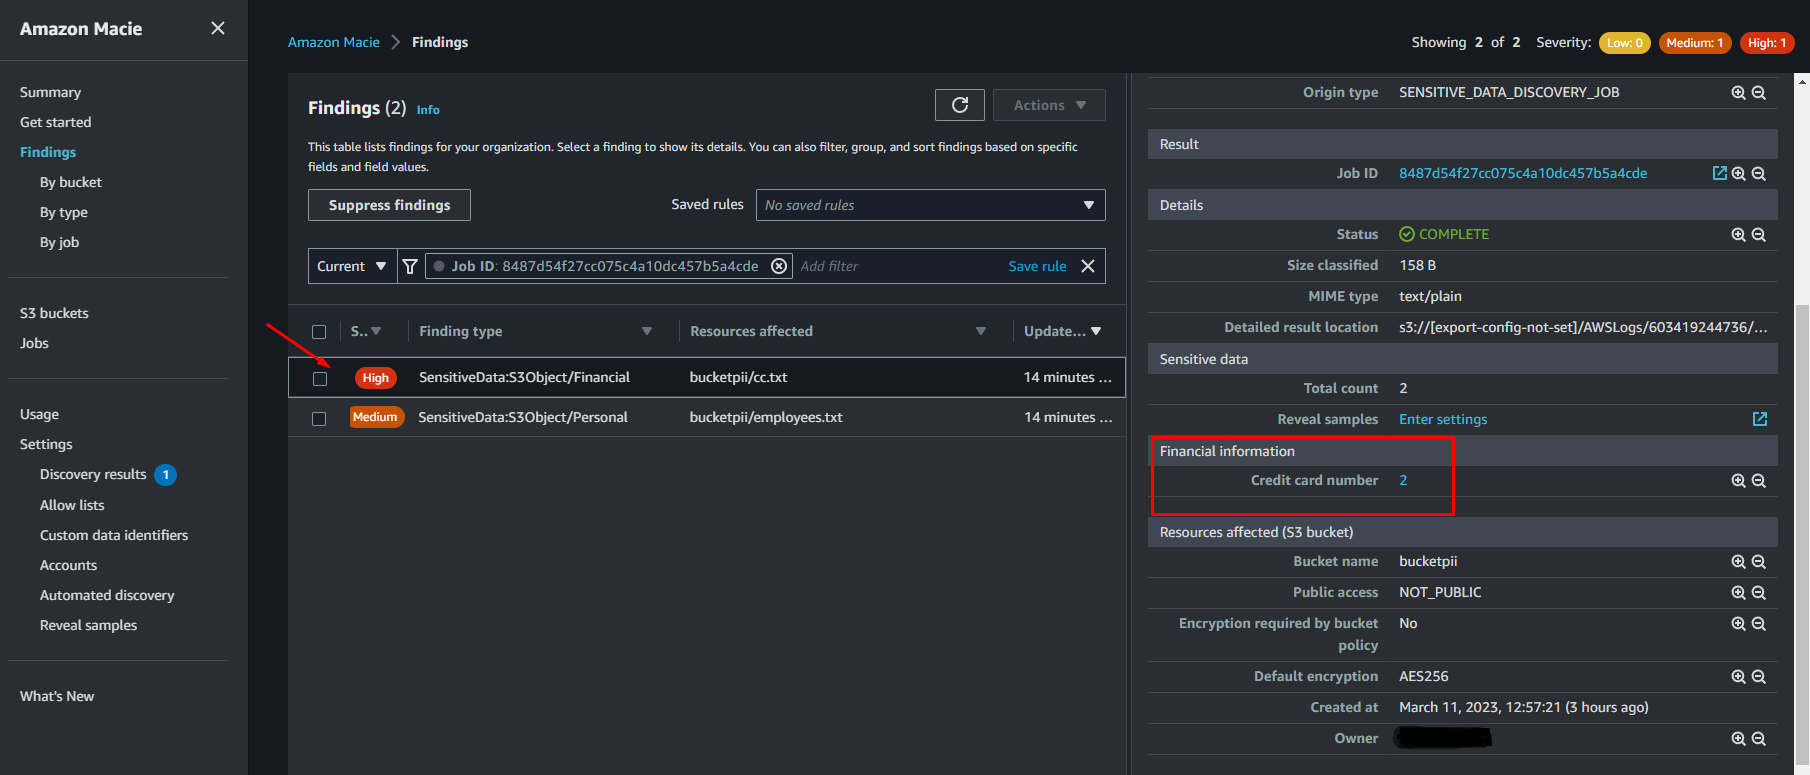 Amazon Macie
Summary
Get started
Findings
By bucket
By type
By job
S3 buckets
Jobs
Usage
Settings
Discovery results 1
Allow lists
Custom data identifiers
Accounts
Automated discovery
Reveal samples
What's New
Amazon Macie > Findings
Showing 2 of 2 Severity: Low: 0 Medium: 1 High: 1
Findings (2) Info
Actions
This table lists findings for your organization. Select a finding to show its details. You can also filter, group, and sort findings based on specific
fields and field values.
Suppress findings
Saved rules No saved rules
Current Job ID: 8487d54f27cc075c4a10dc457b5a4cde Add filter Save rule
S.. Finding type Resources affected Update...
High SensitiveData:S3Object/Financial bucketpii/cc.txt 14 minutes ...
Medium SensitiveData:S3Object/Personal bucketpii/employees.txt 14 minutes ...
Origin type SENSITIVE_DATA_DISCOVERY_JOB
Result
Job ID 8487d54f27cc075c4a10dc457b5a4cde
Details
Status COMPLETE
Size classified 158 B
MIME type text/plain
Detailed result location s3://[export-config-not-set]/AWSLogs/603419244736/...
Sensitive data
Total count 2
Reveal samples Enter settings
Financial information
Credit card number 2
Resources affected (S3 bucket)
Bucket name bucketpii
Public access NOT_PUBLIC
Encryption required by bucket No
policy
Default encryption AES256
Created at March 11, 2023, 12:57:21 (3 hours ago)
Owner